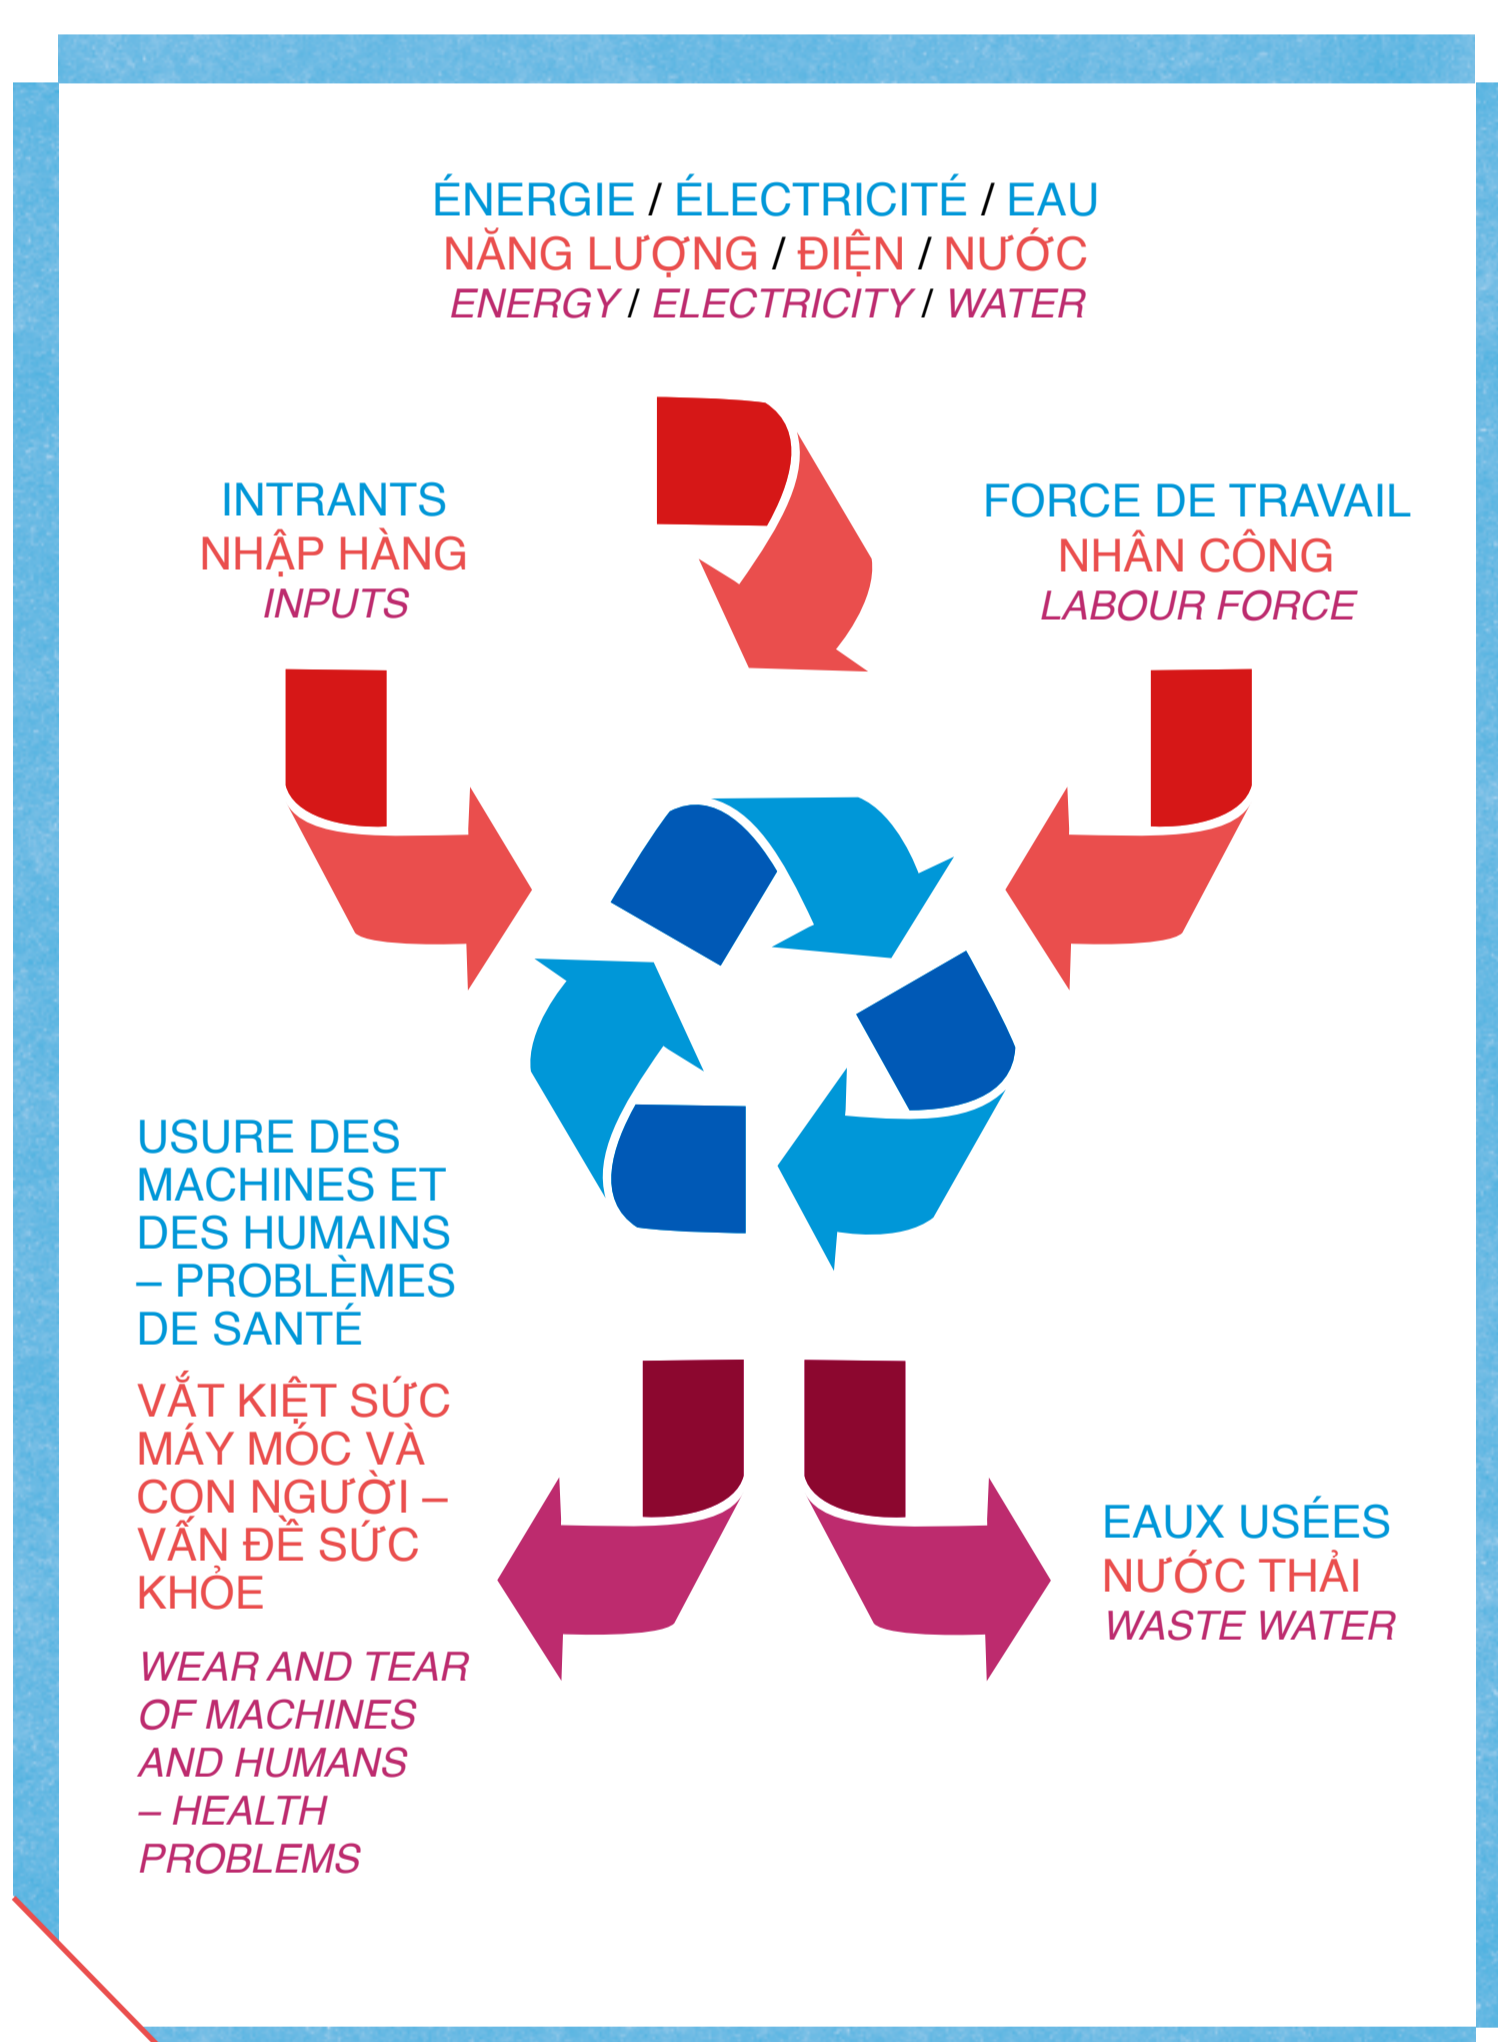 ÉNERGIE / ÉLECTRICITÉ / EAU
NĂNG LƯỢNG / ĐIỆN / NƯỚC
ENERGY / ELECTRICITY / WATER
INTRANTS
NHẬP HÀNG
INPUTS
FORCE DE TRAVAIL
NHÂN CÔNG
LABOUR FORCE
USURE DES
MACHINES ET
DES HUMAINS
– PROBLÈMES
DE SANTÉ
VẮT KIỆT SỨC
MÁY MÓC VÀ
CON NGƯỜI –
VẤN ĐỀ SỨC
KHỎE
WEAR AND TEAR
OF MACHINES
AND HUMANS
– HEALTH
PROBLEMS
EAUX USÉES
NƯỚC THẢI
WASTE WATER